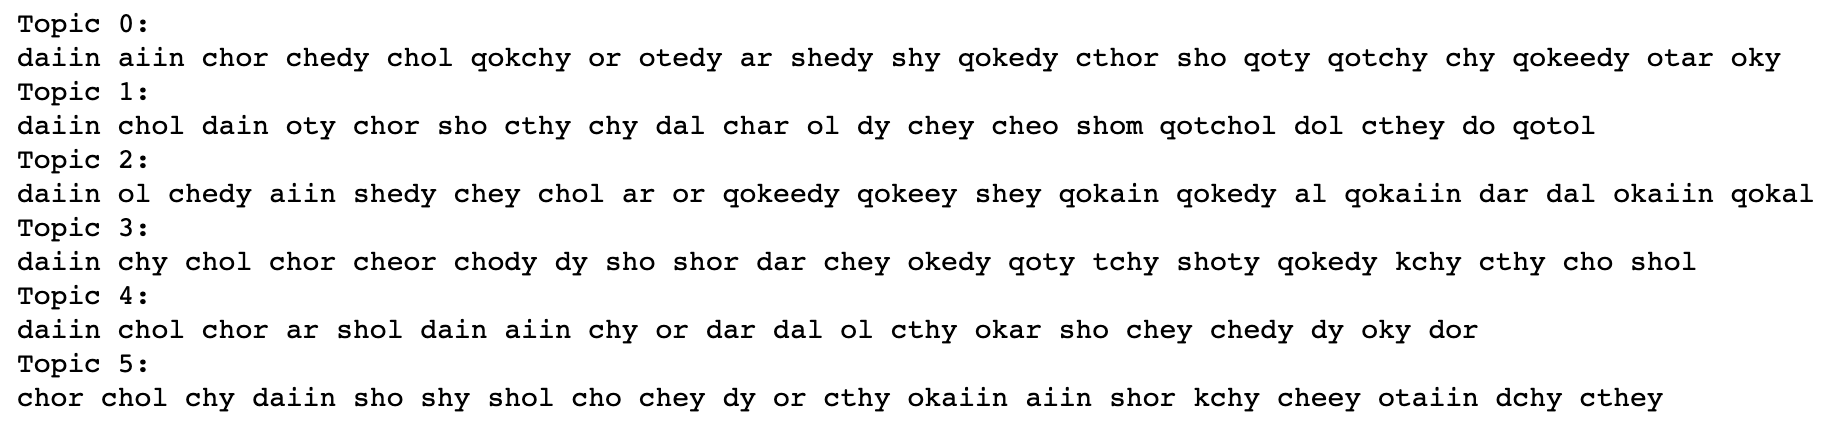 Topic 0:
daiin aiin chor chedy chol qokchy or otedy ar shedy shy qokedy cthor sho qoty qotchy chy qokeedy otar oky
Topic 1:
daiin chol dain oty chor sho cthy chy dal char ol dy chey cheo shom qotchol dol cthey do qotol
Topic 2:
daiin ol chedy aiin shedy chey chol ar or qokeedy qokeey shey qokain qokedy al qokaiin dar dal okaiin qokal
Topic 3:
daiin chy chol chor cheor chody dy sho shor dar chey okedy qoty tchy shoty qokedy kchy cthy cho shol
Topic 4:
daiin chol chor ar shol dain aiin chy or dar dal ol cthy okar sho chey chedy dy oky dor
Topic 5:
chor chol chy daiin sho shy shol cho chey dy or cthy okaiin aiin shor kchy cheey otaiin dchy cthey